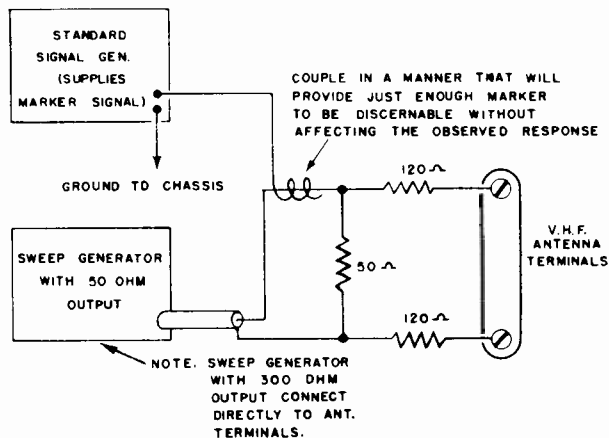 STANDARD
SIGNAL GEN.
(SUPPLIES
MARKER SIGNAL)
GROUND TO CHASSIS
COUPLE IN A MANNER THAT WILL
PROVIDE JUST ENOUGH MARKER
TO BE DISCERNABLE WITHOUT
AFFECTING THE OBSERVED RESPONSE
120 Ω
V.H.F.
ANTENNA
TERMINALS
50 Ω
120 Ω
SWEEP GENERATOR
WITH 50 OHM
OUTPUT
NOTE. SWEEP GENERATOR
WITH 300 OHM
OUTPUT CONNECT
DIRECTLY TO ANT.
TERMINALS.